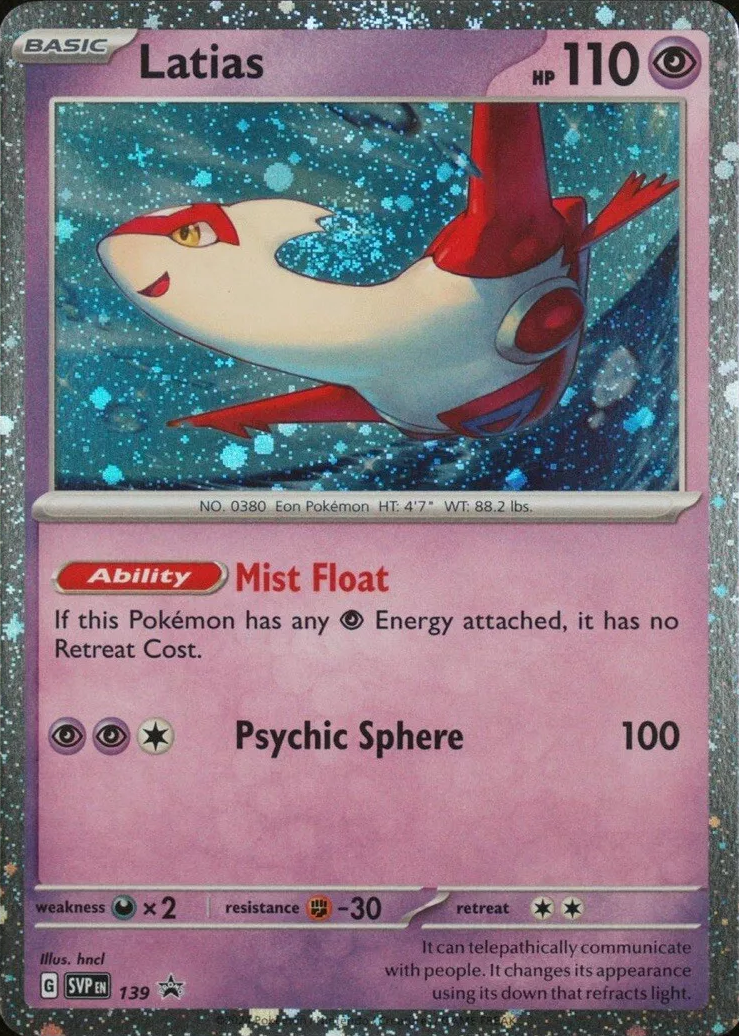 BASIC
Latias
HP 110
NO. 0380 Eon Pokémon HT: 4'7" WT: 88.2 lbs.
Ability Mist Float
If this Pokémon has any Energy attached, it has no
Retreat Cost.
Psychic Sphere 100
weakness ×2 resistance -30 retreat
Illus. hncl
It can telepathically communicate
with people. It changes its appearance
using its down that refracts light.
G SVP EN 139